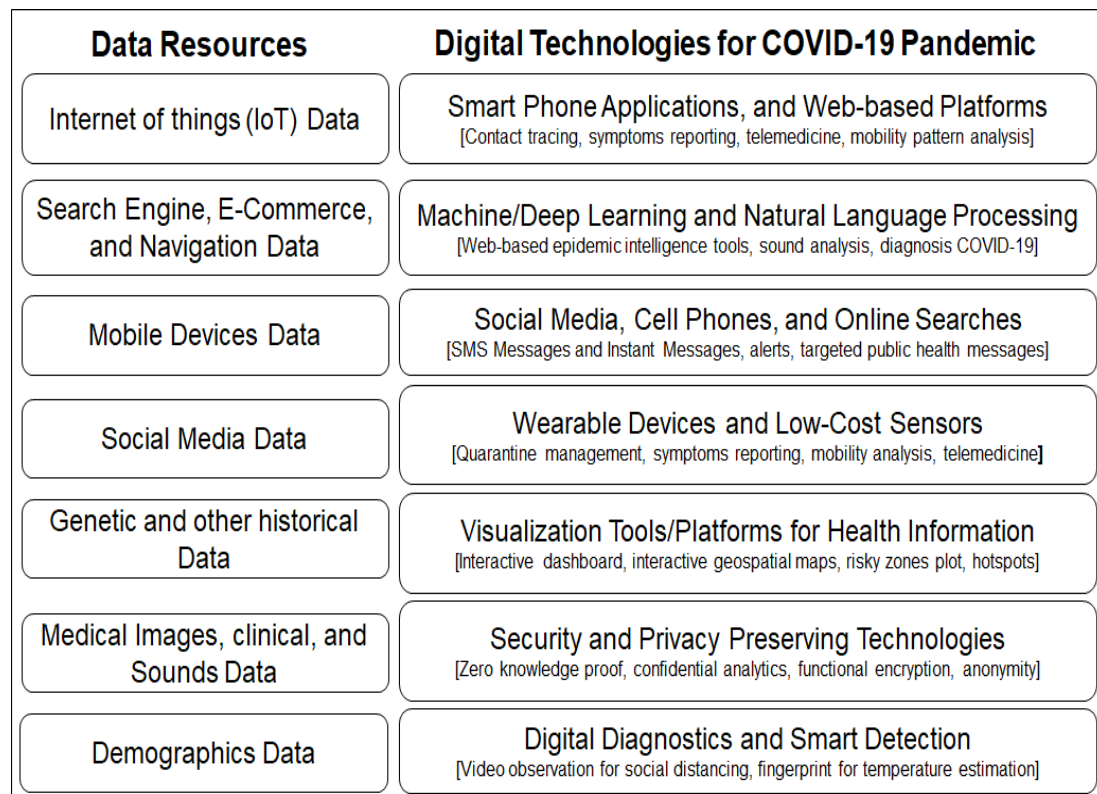 Data Resources
Digital Technologies for COVID-19 Pandemic
Internet of things (IoT) Data
Smart Phone Applications, and Web-based Platforms
[Contact tracing, symptoms reporting, telemedicine, mobility pattern analysis]
Search Engine, E-Commerce,
and Navigation Data
Machine/Deep Learning and Natural Language Processing
[Web-based epidemic intelligence tools, sound analysis, diagnosis COVID-19]
Mobile Devices Data
Social Media, Cell Phones, and Online Searches
[SMS Messages and Instant Messages, alerts, targeted public health messages]
Social Media Data
Wearable Devices and Low-Cost Sensors
[Quarantine management, symptoms reporting, mobility analysis, telemedicine]
Genetic and other historical
Data
Visualization Tools/Platforms for Health Information
[Interactive dashboard, interactive geospatial maps, risky zones plot, hotspots]
Medical Images, clinical, and
Sounds Data
Security and Privacy Preserving Technologies
[Zero knowledge proof, confidential analytics, functional encryption, anonymity]
Demographics Data
Digital Diagnostics and Smart Detection
[Video observation for social distancing, fingerprint for temperature estimation]